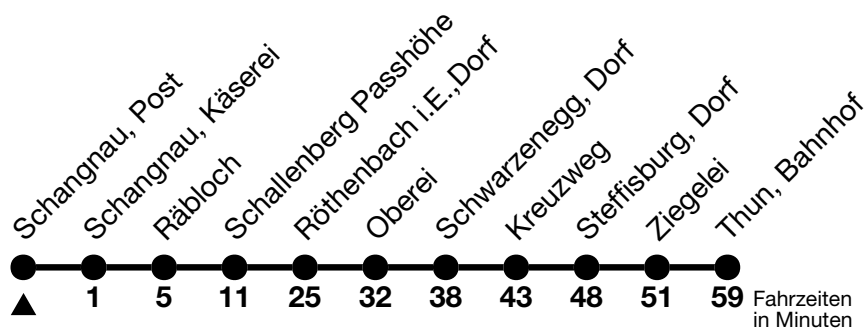 Schangnau, Post
Schangnau, Käserei
Räbloch
Schallenberg Passhöhe
Röthenbach i.E.,Dorf
Oberei
Schwarzenegg, Dorf
Kreuzweg
Steffisburg, Dorf
Ziegelei
Thun, Bahnhof
1 5 11 25 32 38 43 48 51 59 Fahrzeiten
in Minuten